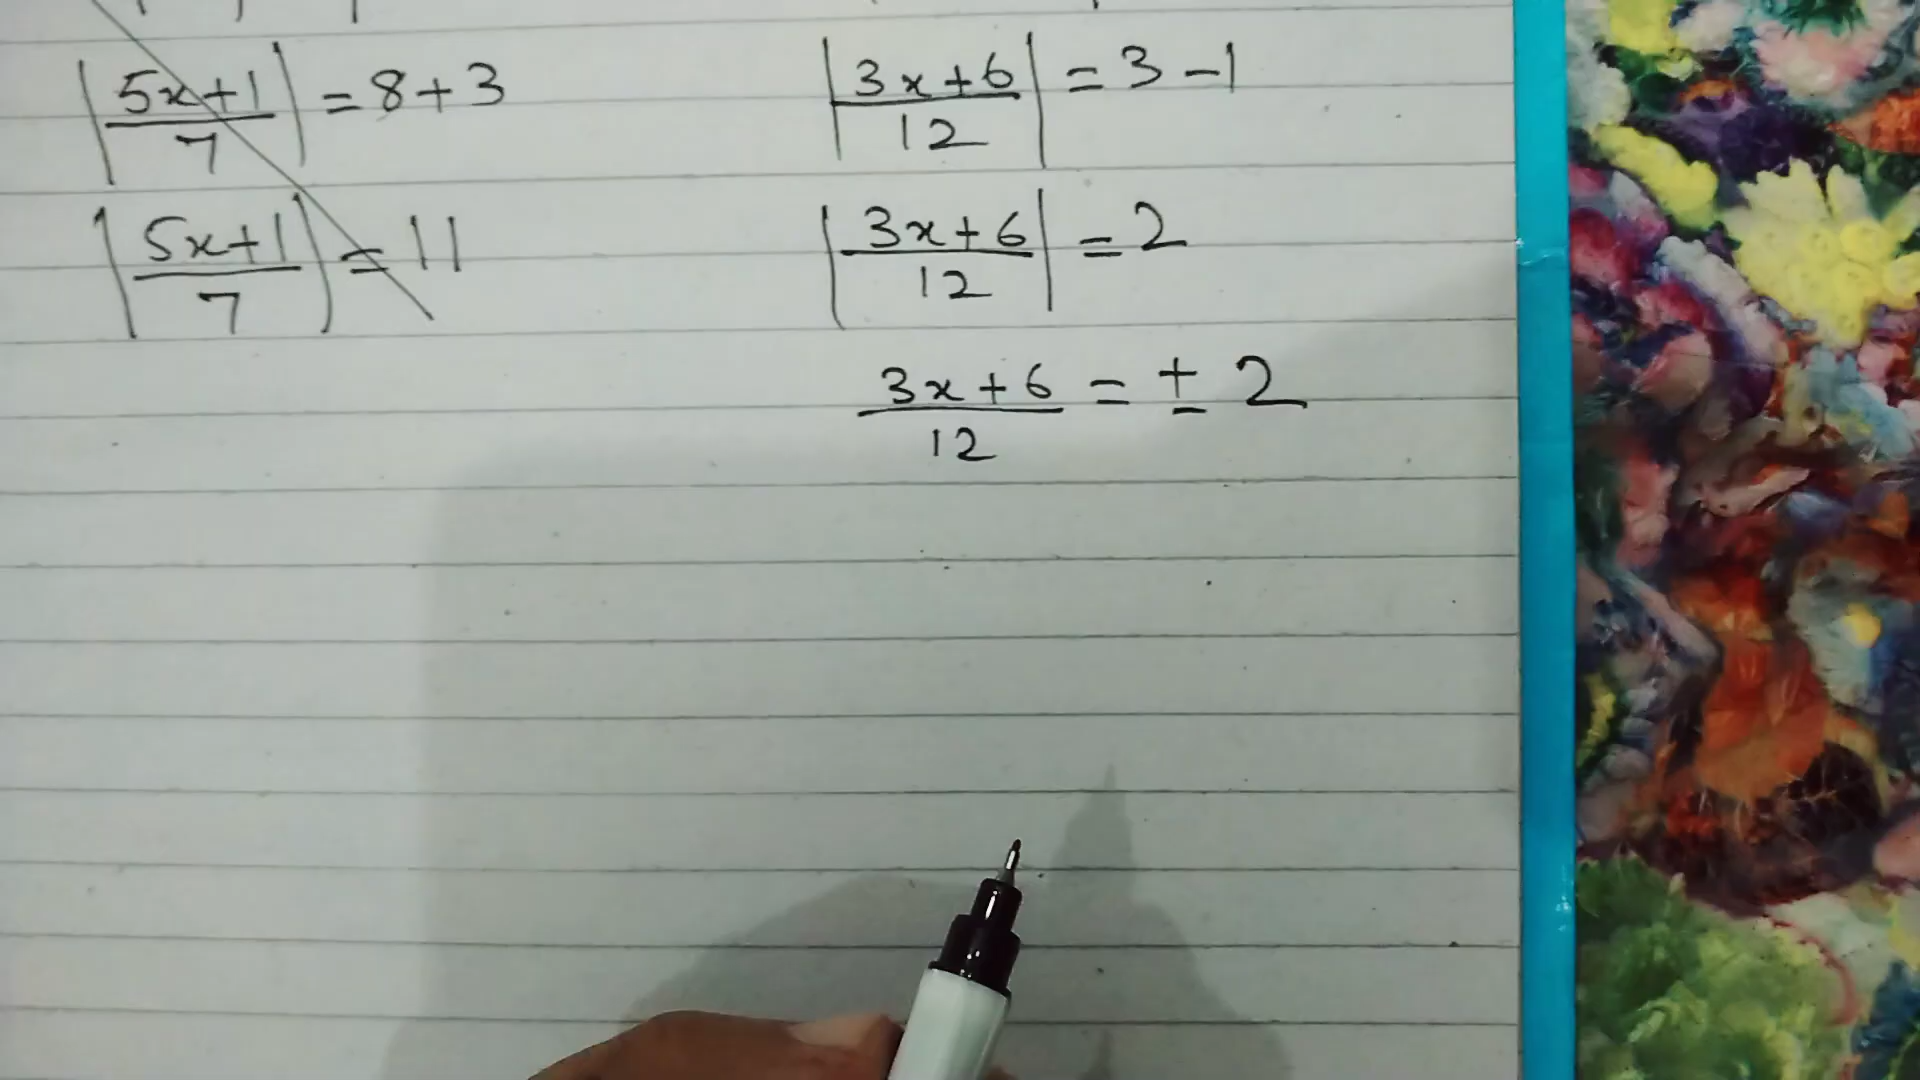 |5x+1/7| = 8+3
|5x+1/7| = 11
|3x+6/12| = 3-1
|3x+6/12| = 2
3x+6/12 = ± 2